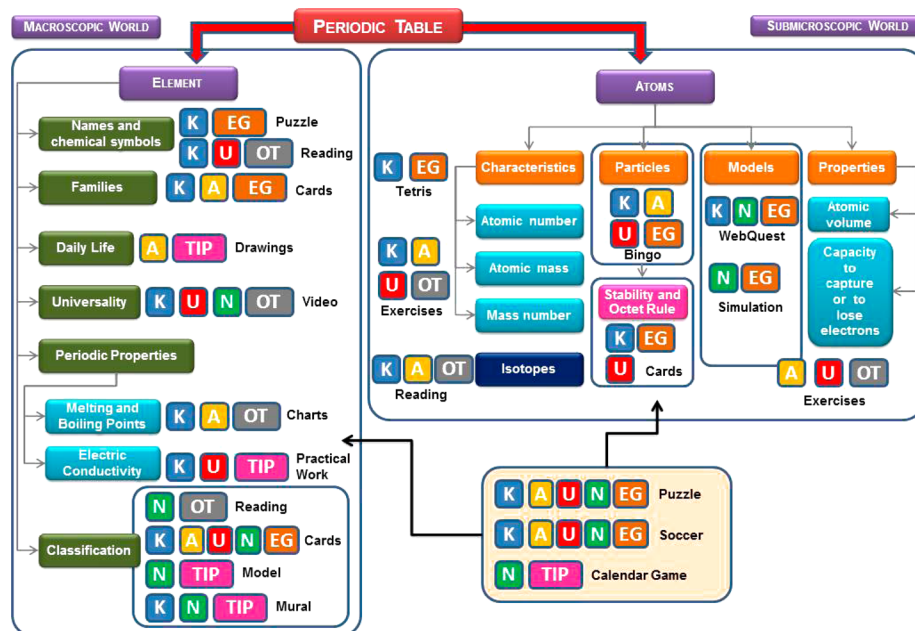 MACROSCOPIC WORLD
PERIODIC TABLE
SUBMICROSCOPIC WORLD
ELEMENT
Names and
chemical symbols
K EG Puzzle
K U OT Reading
Families
K A EG Cards
Daily Life
A TIP Drawings
Universality
K U N OT Video
Periodic Properties
Melting and
Boiling Points
K A OT Charts
Electric
Conductivity
K U TIP Practical
Work
Classification
N OT Reading
K A U N EG Cards
N TIP Model
K N TIP Mural
ATOMS
K EG
Tetris
Characteristics
Atomic number
Atomic mass
Mass number
K A
U OT
Exercises
K A OT
Reading
Isotopes
Particles
K A
U EG
Bingo
Stability and
Octet Rule
K EG
U Cards
Models
K N EG
WebQuest
N EG
Simulation
Properties
Atomic
volume
Capacity
to
capture
or to
lose
electrons
A U OT
Exercises
K A U N EG Puzzle
K A U N EG Soccer
N TIP Calendar Game